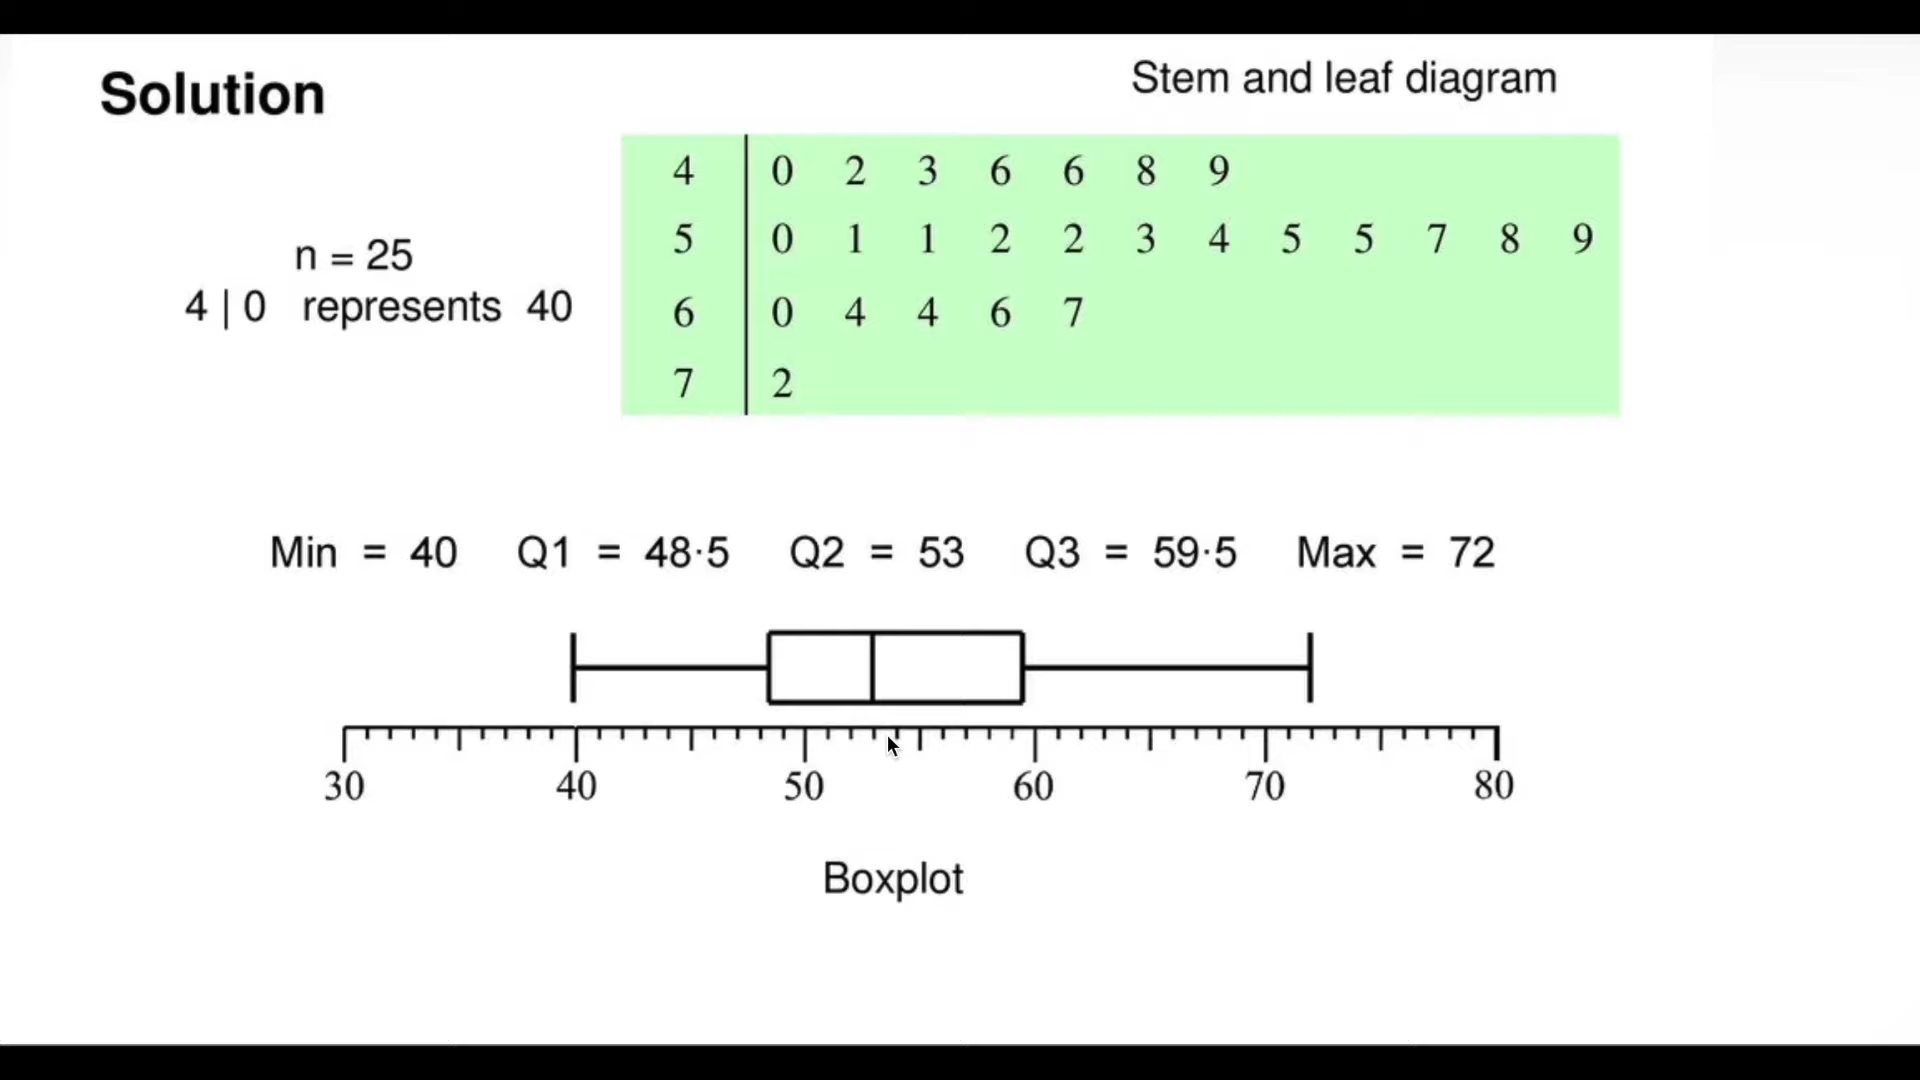 Solution
Stem and leaf diagram
n = 25
4 | 0 represents 40
4 0 2 3 6 6 8 9
5 0 1 1 2 2 3 4 5 5 7 8 9
6 0 4 4 6 7
7 2
Min = 40 Q1 = 48·5 Q2 = 53 Q3 = 59·5 Max = 72
30 40 50 60 70 80
Boxplot